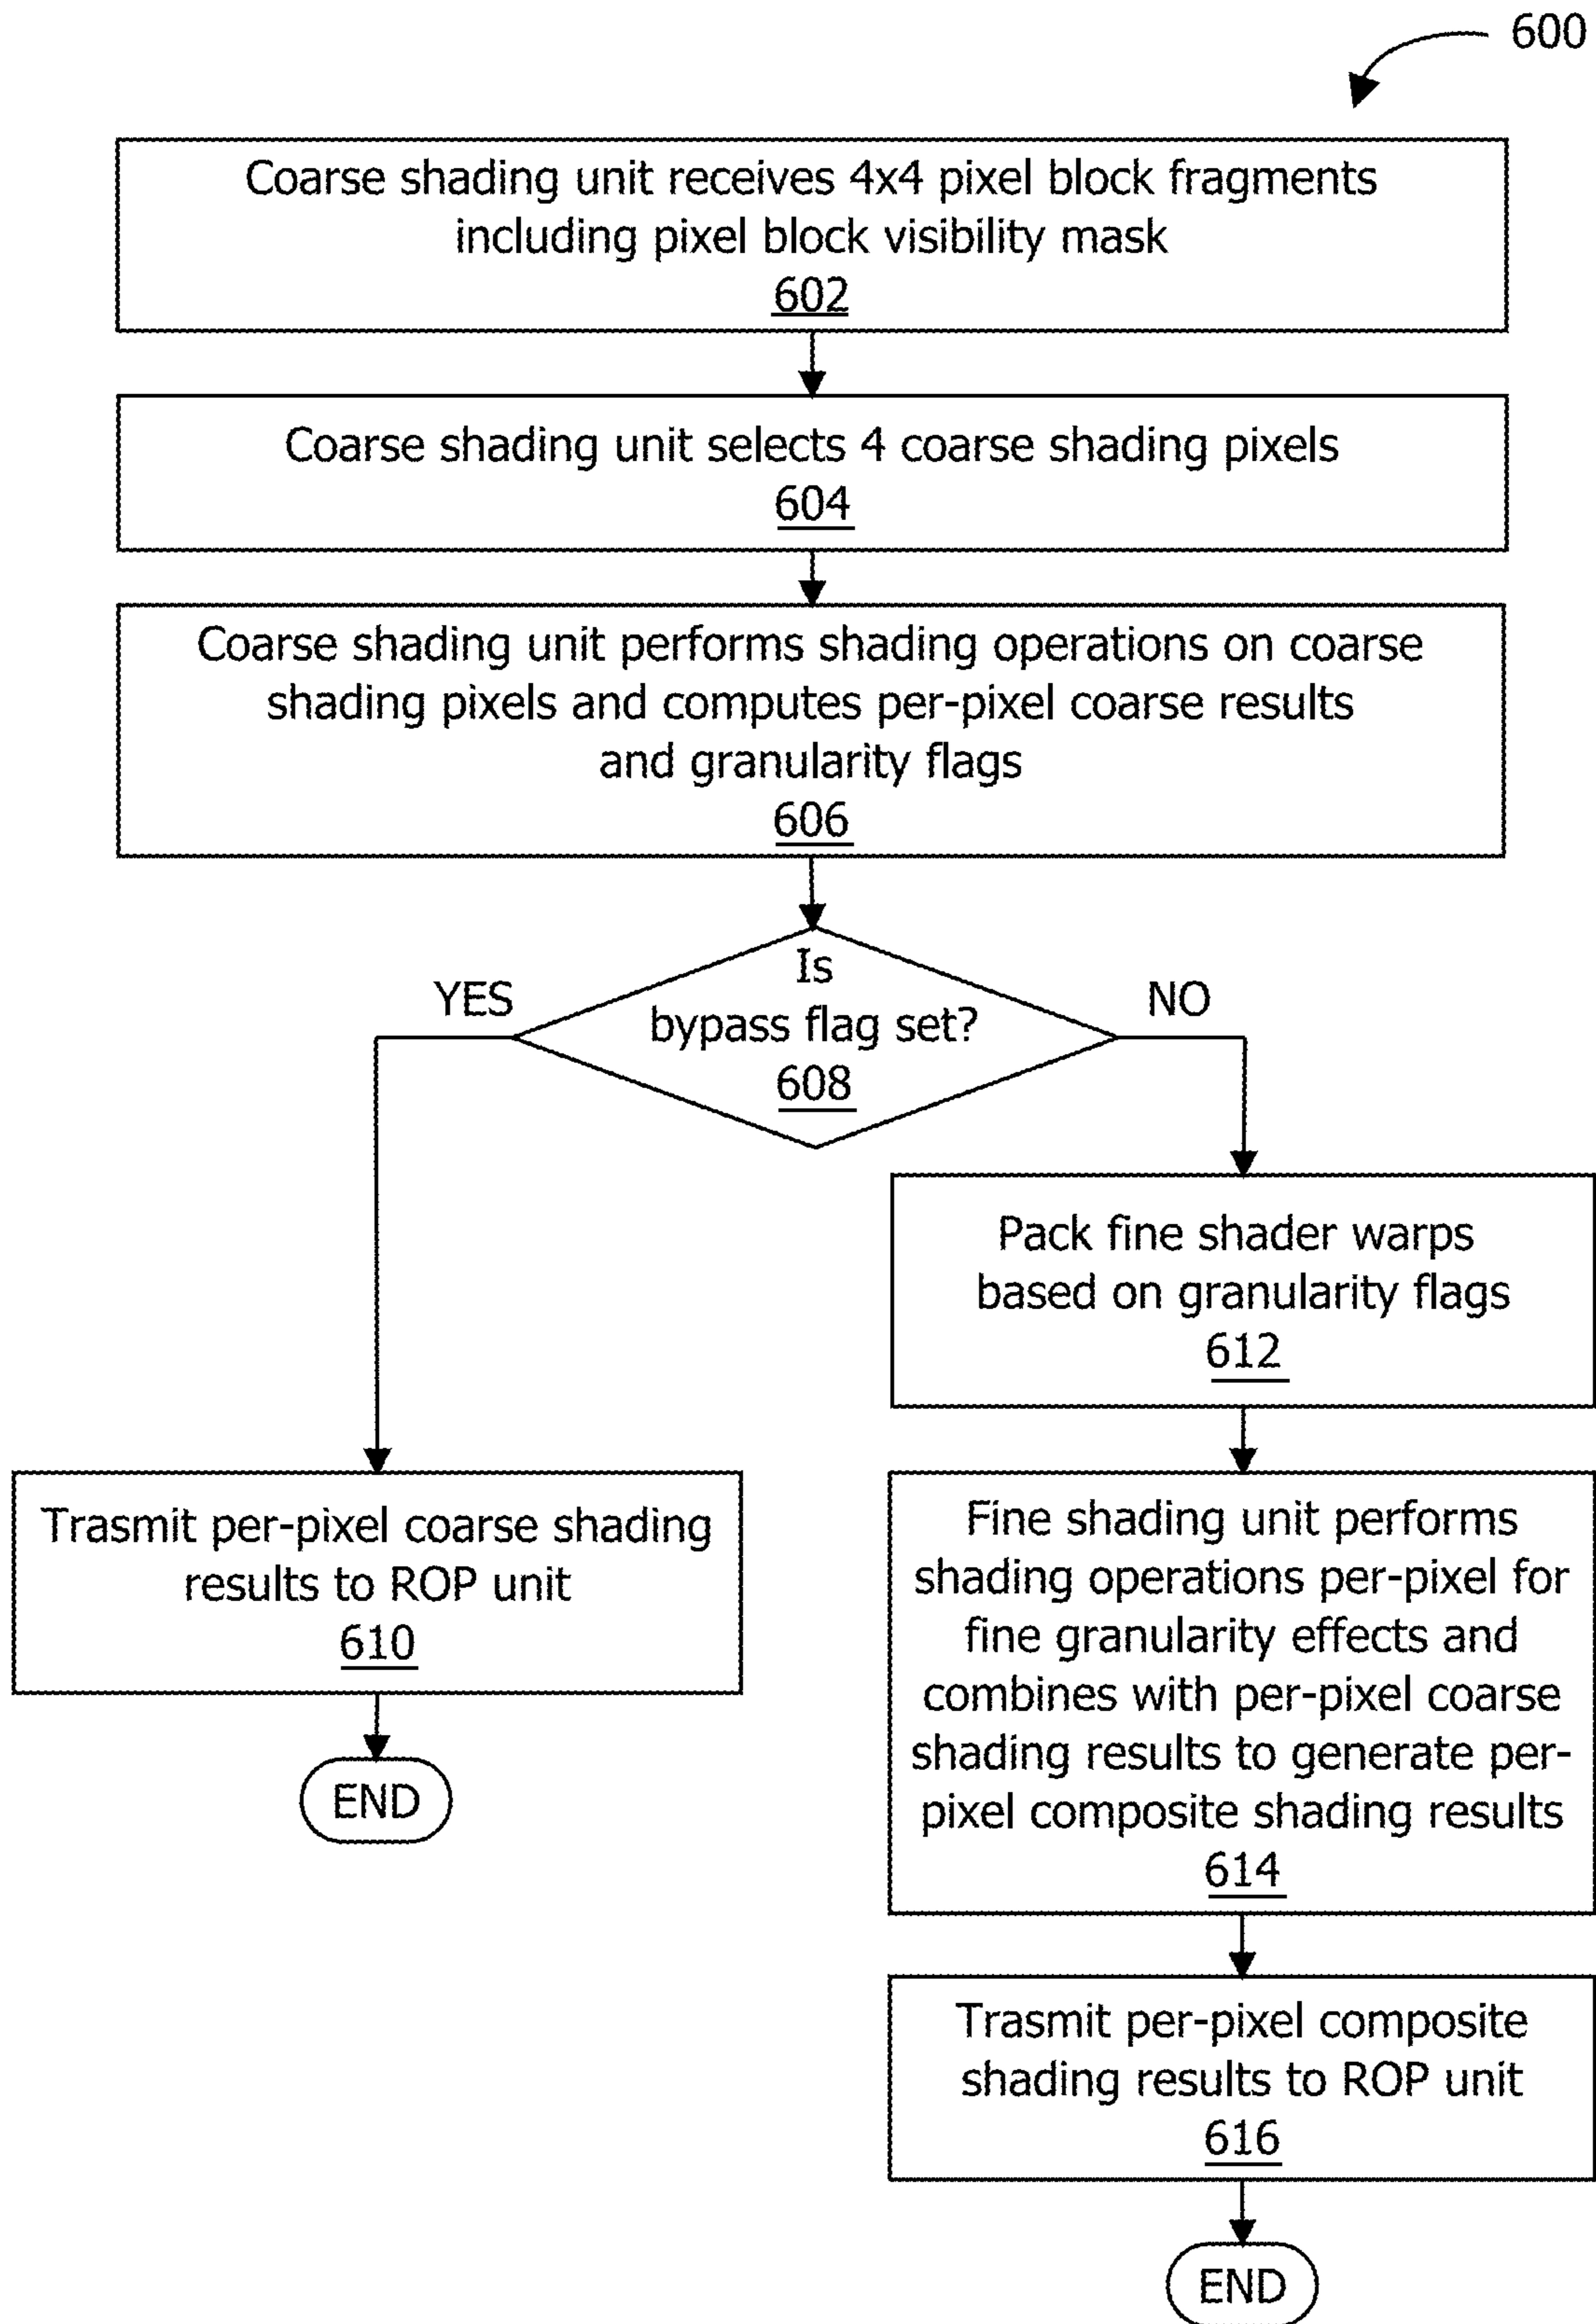 600
Coarse shading unit receives 4x4 pixel block fragments
including pixel block visibility mask
602
Coarse shading unit selects 4 coarse shading pixels
604
Coarse shading unit performs shading operations on coarse
shading pixels and computes per-pixel coarse results
and granularity flags
606
Is
bypass flag set?
608
YES
NO
Trasmit per-pixel coarse shading
results to ROP unit
610
END
Pack fine shader warps
based on granularity flags
612
Fine shading unit performs
shading operations per-pixel for
fine granularity effects and
combines with per-pixel coarse
shading results to generate per-
pixel composite shading results
614
Trasmit per-pixel composite
shading results to ROP unit
616
END